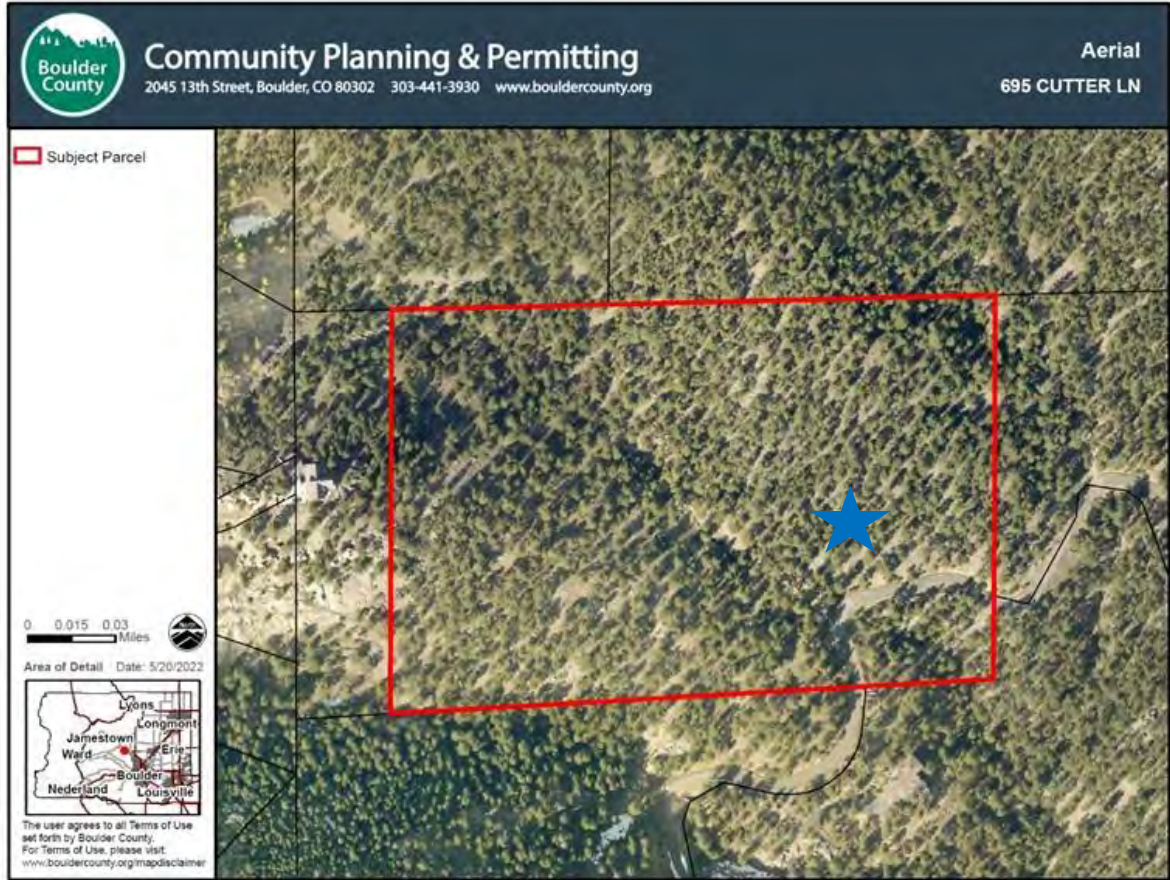 Boulder
County
Community Planning & Permitting
2045 13th Street, Boulder, CO 80302 303-441-3930 www.bouldercounty.org
Aerial
695 CUTTER LN
Subject Parcel
0 0.015 0.03
Miles
Area of Detail Date: 5/20/2022
Lyons
Longmont
Jamestown
Ward
Erie
Boulder
Nederland
Louisville
The user agrees to all Terms of Use
set forth by Boulder County.
For Terms of Use, please visit:
www.bouldercounty.org/mapdisclaimer